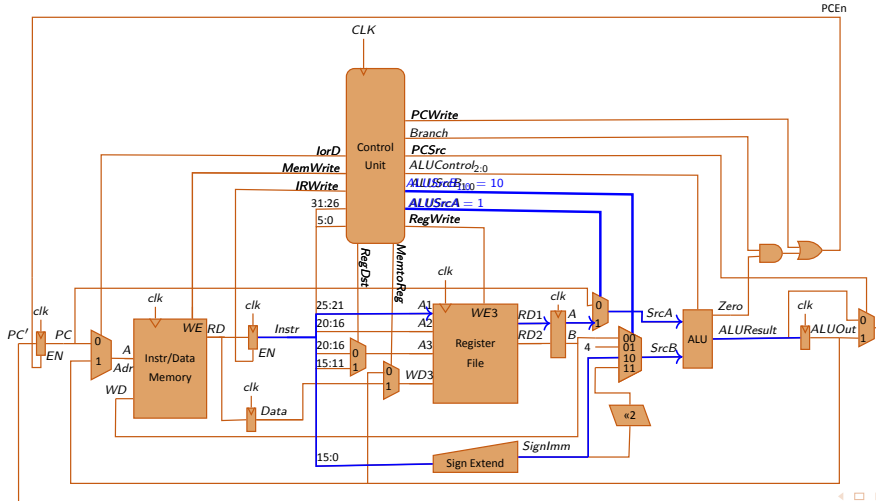 PCEn
CLK
PCWrite
Branch
PCSrc
Control
Unit
IorD
MemWrite
IRWrite
31:26
5:0
ALUControl2:0
= 10
ALUSrcA = 1
RegWrite
RegDst
MemtoReg
clk
clk
clk
clk
clk
clk
PC′
PC
EN
0
1
A
Adr
WD
WE
RD
Instr/Data
Memory
EN
Instr
clk
Data
25:21
20:16
20:16
15:11
0
1
0
1
15:0
A1
A2
A3
WD3
WE3
RD1
RD2
Register
File
A
B
0
1
4
00
01
10
11
SrcA
SrcB
ALU
Zero
ALUResult
ALUOut
0
1
«2
SignImm
Sign Extend